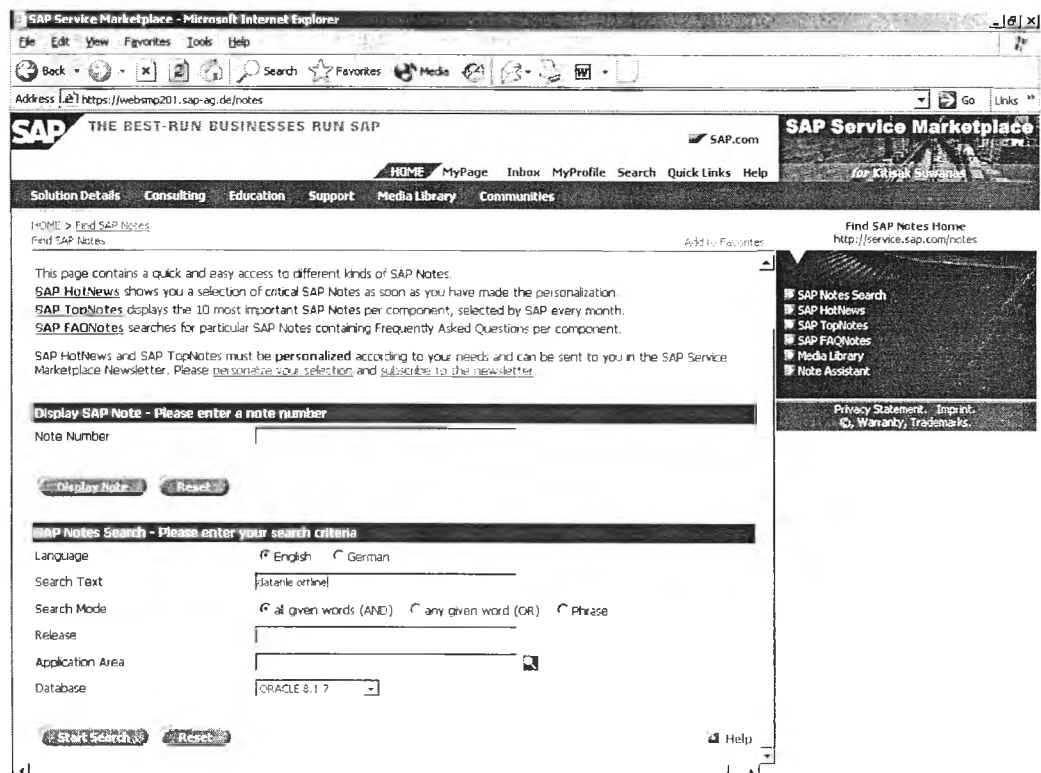 SAP Service Marketplace - Microsoft Internet Explorer
File Edit View Favorites Tools Help
Back Search Favorites Media
Address https://websmp201.sap-ag.de/notes Go Links »
SAP THE BEST-RUN BUSINESSES RUN SAP
SAP.com
SAP Service Marketplace
for Kitisak Suwanas
HOME MyPage Inbox MyProfile Search Quick Links Help
Solution Details Consulting Education Support Media Library Communities
HOME > Find SAP Notes
Find SAP Notes
Add to Favorites
Find SAP Notes Home
http://service.sap.com/notes
This page contains a quick and easy access to different kinds of SAP Notes.
SAP HotNews shows you a selection of critical SAP Notes as soon as you have made the personalization.
SAP TopNotes displays the 10 most important SAP Notes per component, selected by SAP every month.
SAP FAQNotes searches for particular SAP Notes containing Frequently Asked Questions per component.
SAP HotNews and SAP TopNotes must be personalized according to your needs and can be sent to you in the SAP Service
Marketplace Newsletter. Please personalize your selection and subscribe to the newsletter.
SAP Notes Search
SAP HotNews
SAP TopNotes
SAP FAQNotes
Media Library
Note Assistant
Privacy Statement. Imprint.
©, Warranty, Trademarks.
Display SAP Note - Please enter a note number
Note Number
Display Note Reset
SAP Notes Search - Please enter your search criteria
Language English German
Search Text datafile offline
Search Mode all given words (AND) any given word (OR) Phrase
Release
Application Area
Database ORACLE 8.1.7
Start Search Reset
Help